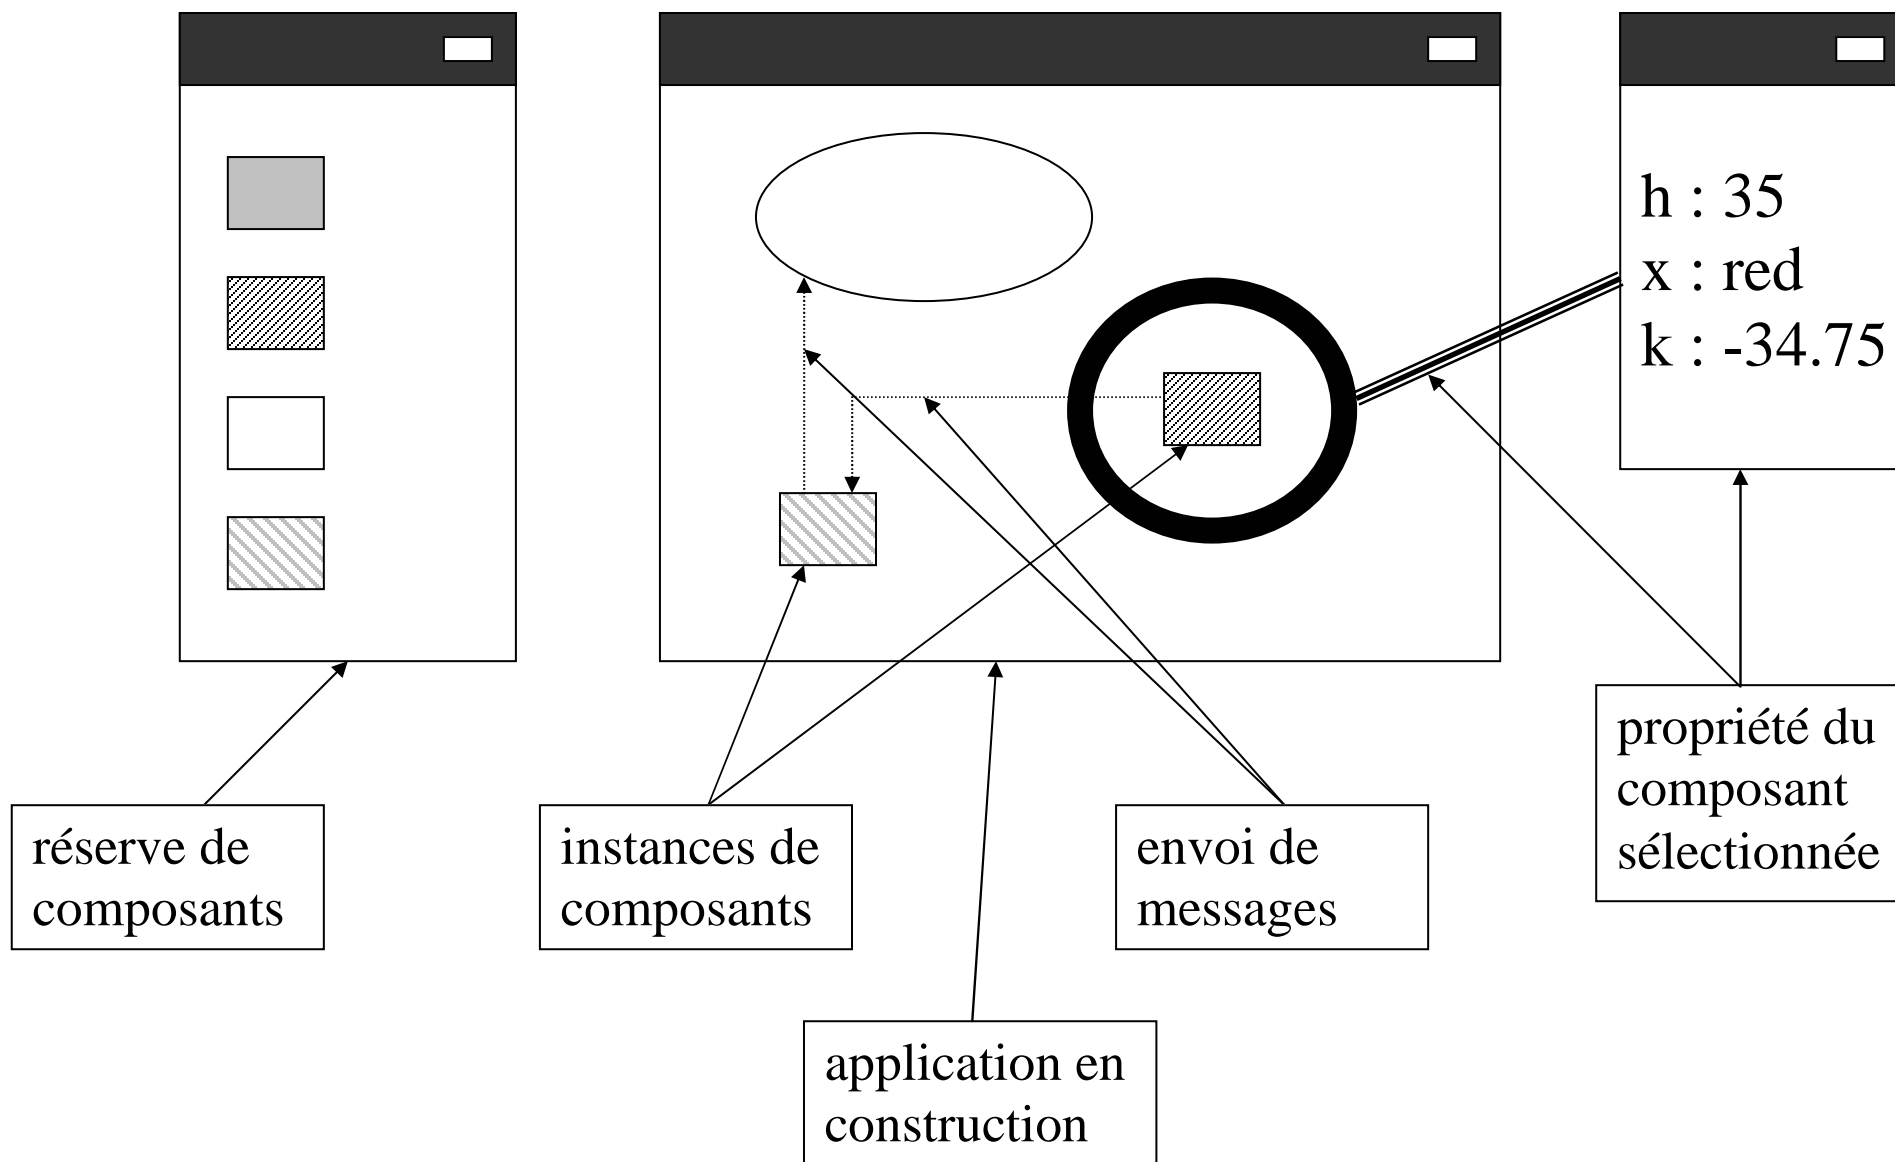 h : 35
x : red
k : -34.75
réserve de
composants
instances de
composants
envoi de
messages
propriété du
composant
sélectionnée
application en
construction